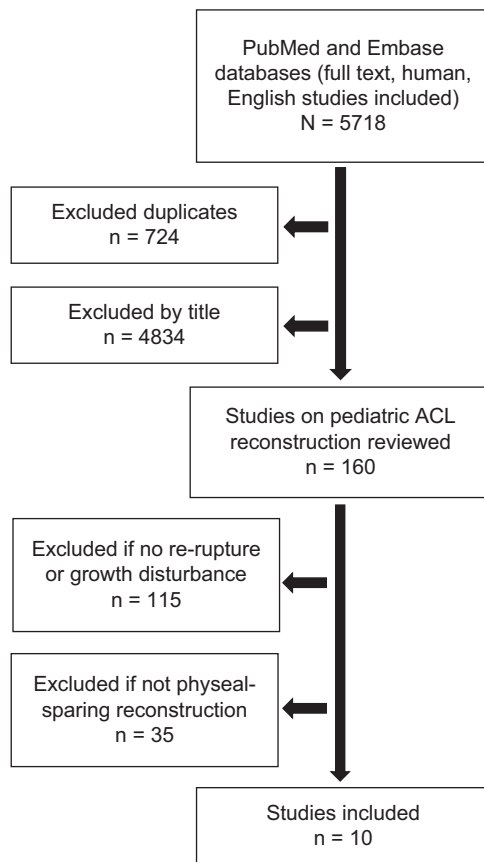 PubMed and Embase
databases (full text, human,
English studies included)
N = 5718
Excluded duplicates
n = 724
Excluded by title
n = 4834
Studies on pediatric ACL
reconstruction reviewed
n = 160
Excluded if no re-rupture
or growth disturbance
n = 115
Excluded if not physeal-
sparing reconstruction
n = 35
Studies included
n = 10